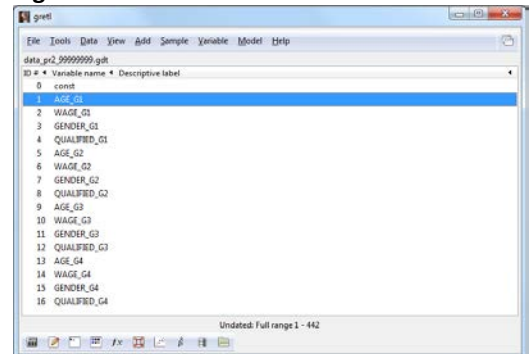 gretl
File Tools Data View Add Sample Variable Model Help
data_pr2_99999999.gdt
ID # Variable name Descriptive label
0 const
1 AGE_G1
2 WAGE_G1
3 GENDER_G1
4 QUALIFIED_G1
5 AGE_G2
6 WAGE_G2
7 GENDER_G2
8 QUALIFIED_G2
9 AGE_G3
10 WAGE_G3
11 GENDER_G3
12 QUALIFIED_G3
13 AGE_G4
14 WAGE_G4
15 GENDER_G4
16 QUALIFIED_G4
Undated: Full range 1 - 442
fx